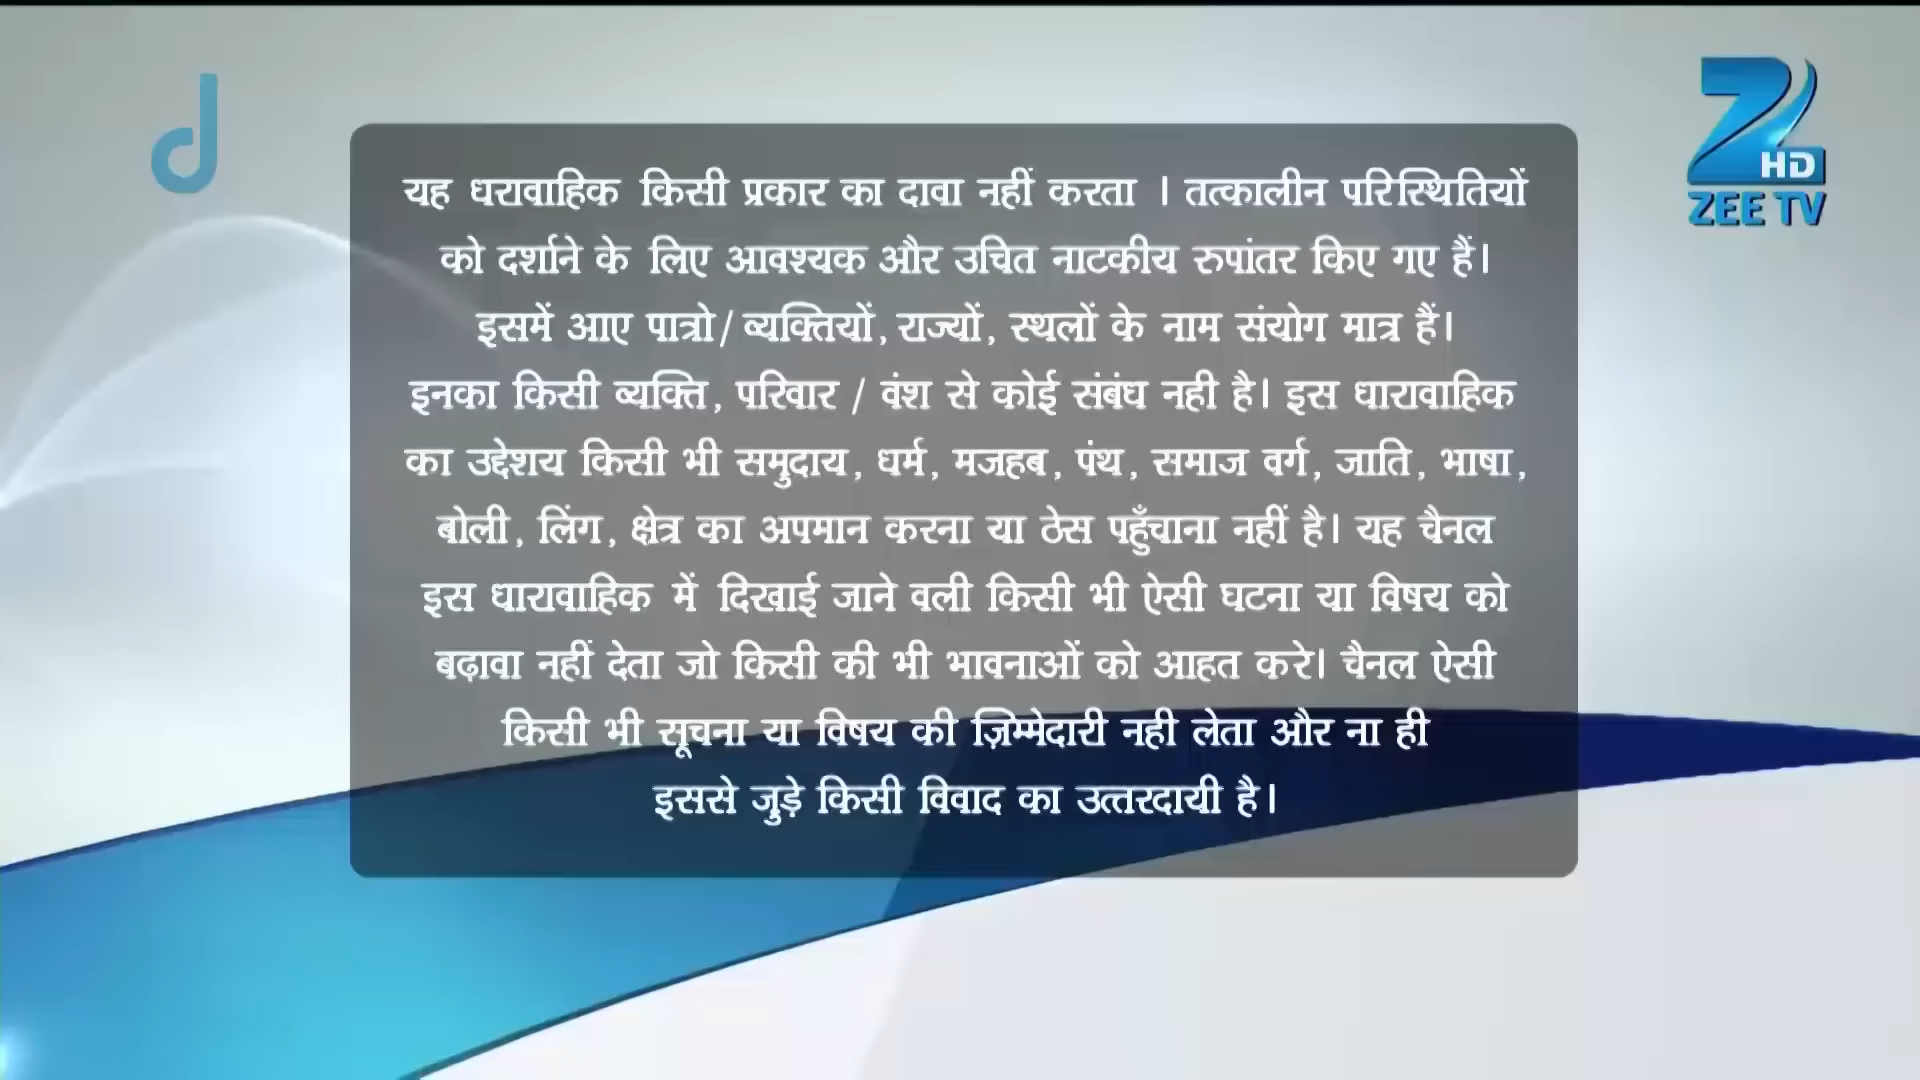 d
Z
HD
ZEE TV
यह धरावाहिक किसी प्रकार का दावा नहीं करता । तत्कालीन परिस्थितियों
को दर्शाने के लिए आवश्यक और उचित नाटकीय रुपांतर किए गए हैं।
इसमें आए पात्रो/ व्यक्तियों, राज्यों, स्थलों के नाम संयोग मात्र हैं।
इनका किसी व्यक्ति, परिवार / वंश से कोई संबंध नही है। इस धारावाहिक
का उद्देशय किसी भी समुदाय, धर्म, मजहब, पंथ, समाज वर्ग, जाति, भाषा,
बोली, लिंग, क्षेत्र का अपमान करना या ठेस पहुँचाना नहीं है। यह चैनल
इस धारावाहिक में दिखाई जाने वली किसी भी ऐसी घटना या विषय को
बढ़ावा नहीं देता जो किसी की भी भावनाओं को आहत करे। चैनल ऐसी
किसी भी सूचना या विषय की ज़िम्मेदारी नही लेता और ना ही
इससे जुड़े किसी विवाद का उत्तरदायी है।